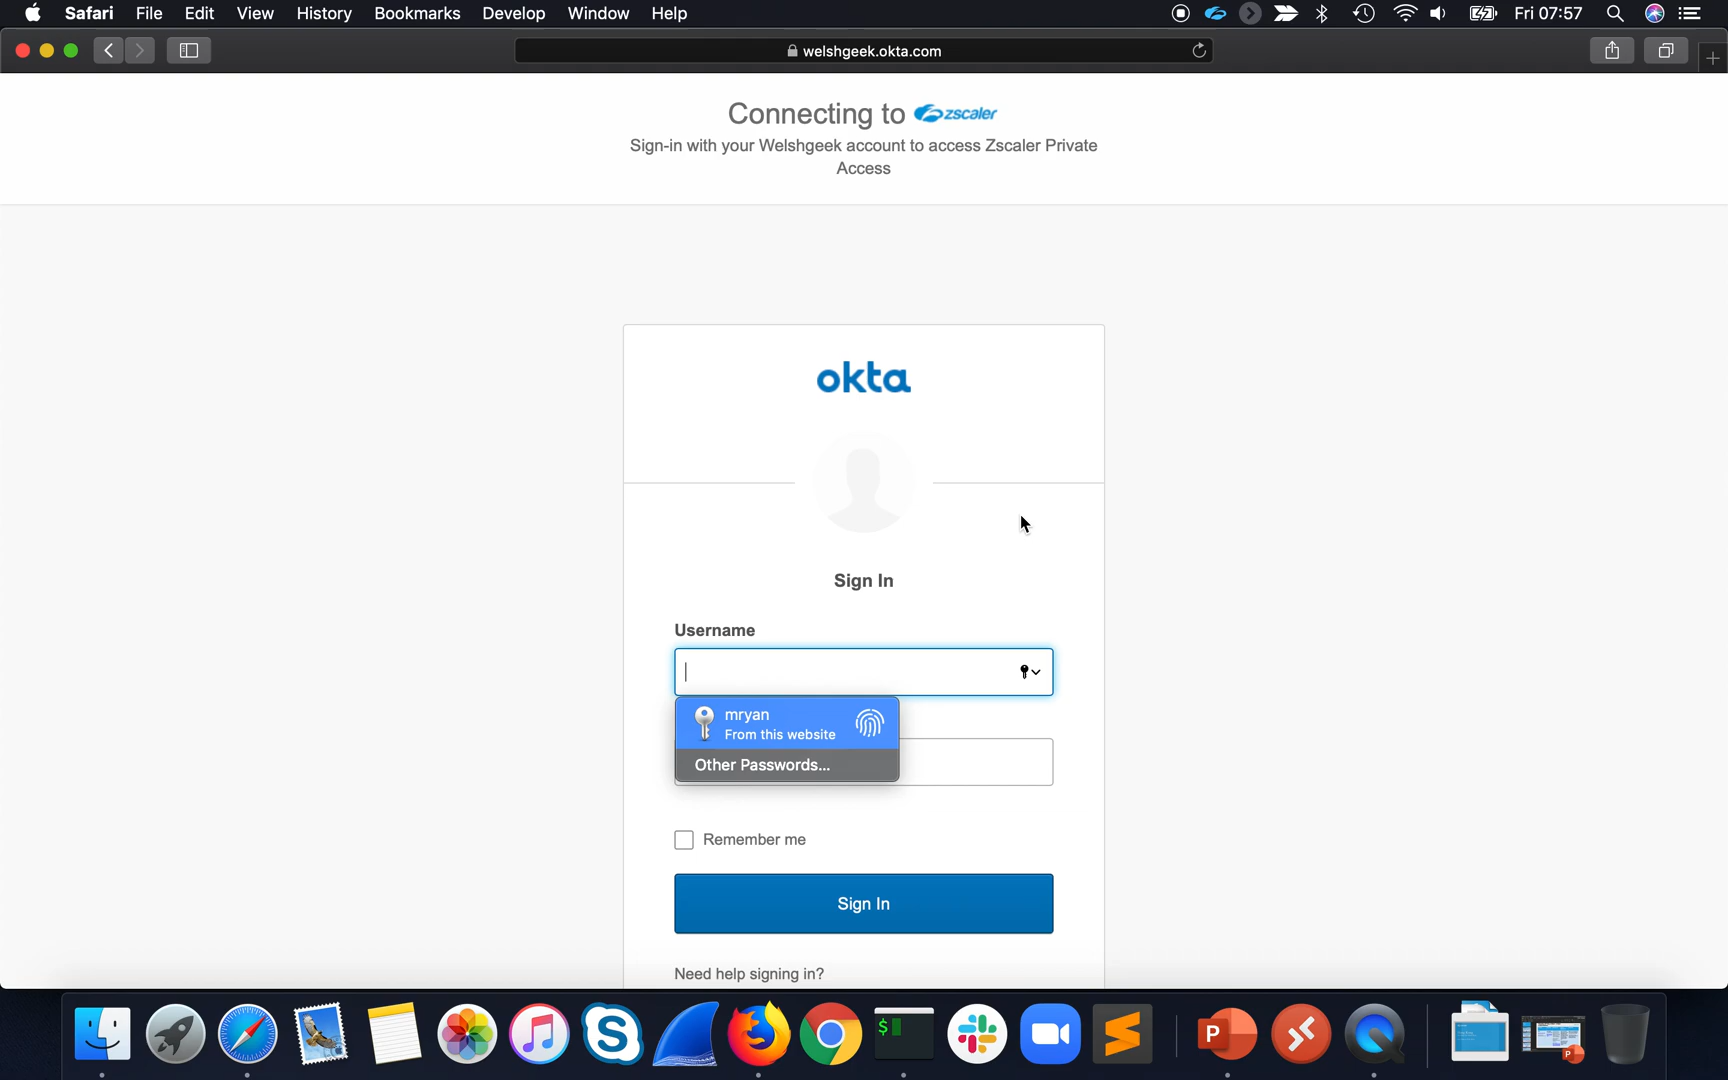 Safari File Edit View History Bookmarks Develop Window Help Fri 07:57
welshgeek.okta.com
Connecting to zscaler
Sign-in with your Welshgeek account to access Zscaler Private
Access
okta
Sign In
Username
mryan
From this website
Other Passwords...
Remember me
Sign In
Need help signing in?